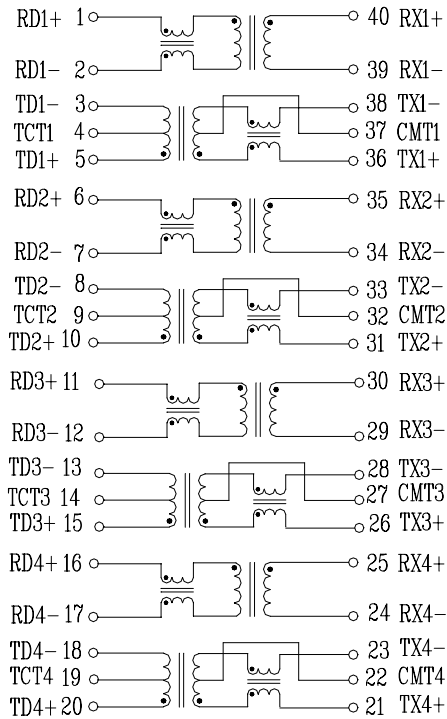 RD1+ 1 40 RX1+
RD1- 2 39 RX1-
TD1- 3 38 TX1-
TCT1 4 37 CMT1
TD1+ 5 36 TX1+
RD2+ 6 35 RX2+
RD2- 7 34 RX2-
TD2- 8 33 TX2-
TCT2 9 32 CMT2
TD2+ 10 31 TX2+
RD3+ 11 30 RX3+
RD3- 12 29 RX3-
TD3- 13 28 TX3-
TCT3 14 27 CMT3
TD3+ 15 26 TX3+
RD4+ 16 25 RX4+
RD4- 17 24 RX4-
TD4- 18 23 TX4-
TCT4 19 22 CMT4
TD4+ 20 21 TX4+